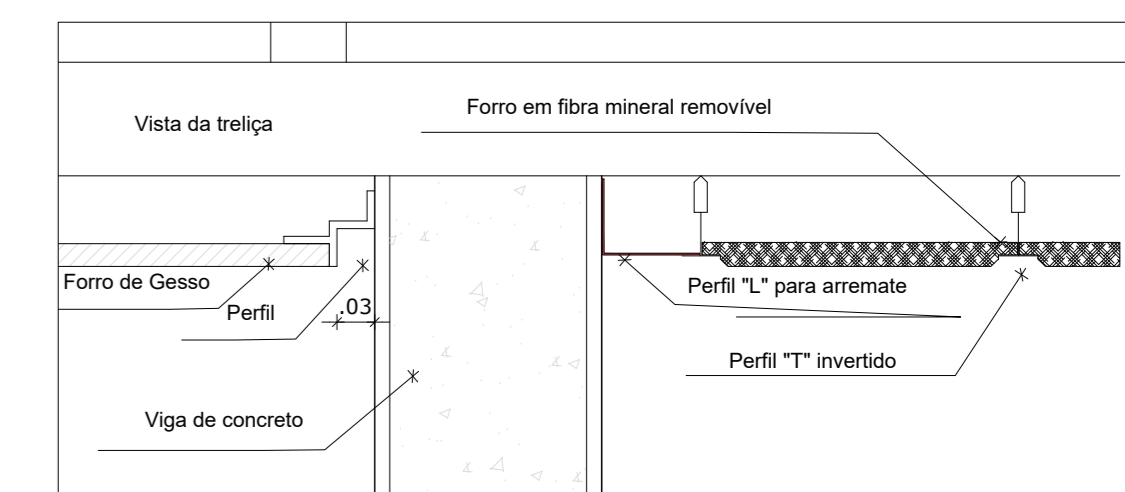 Vista da treliça
Forro em fibra mineral removível
Forro de Gesso
Perfil
.03
Perfil "L" para arremate
Perfil "T" invertido
Viga de concreto